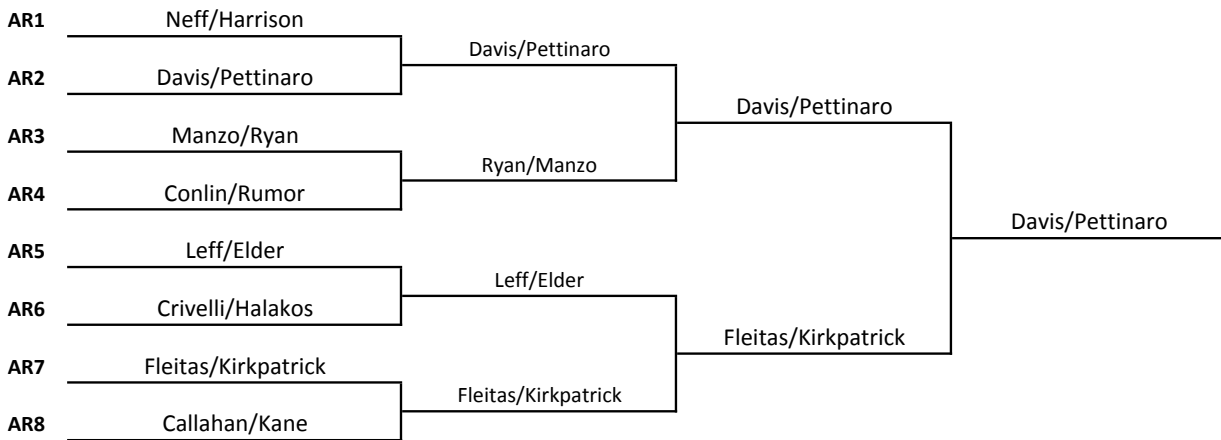 AR1 Neff/Harrison
Davis/Pettinaro
AR2 Davis/Pettinaro
Davis/Pettinaro
AR3 Manzo/Ryan
Ryan/Manzo
AR4 Conlin/Rumor
Davis/Pettinaro
AR5 Leff/Elder
Leff/Elder
AR6 Crivelli/Halakos
Fleitas/Kirkpatrick
AR7 Fleitas/Kirkpatrick
Fleitas/Kirkpatrick
AR8 Callahan/Kane